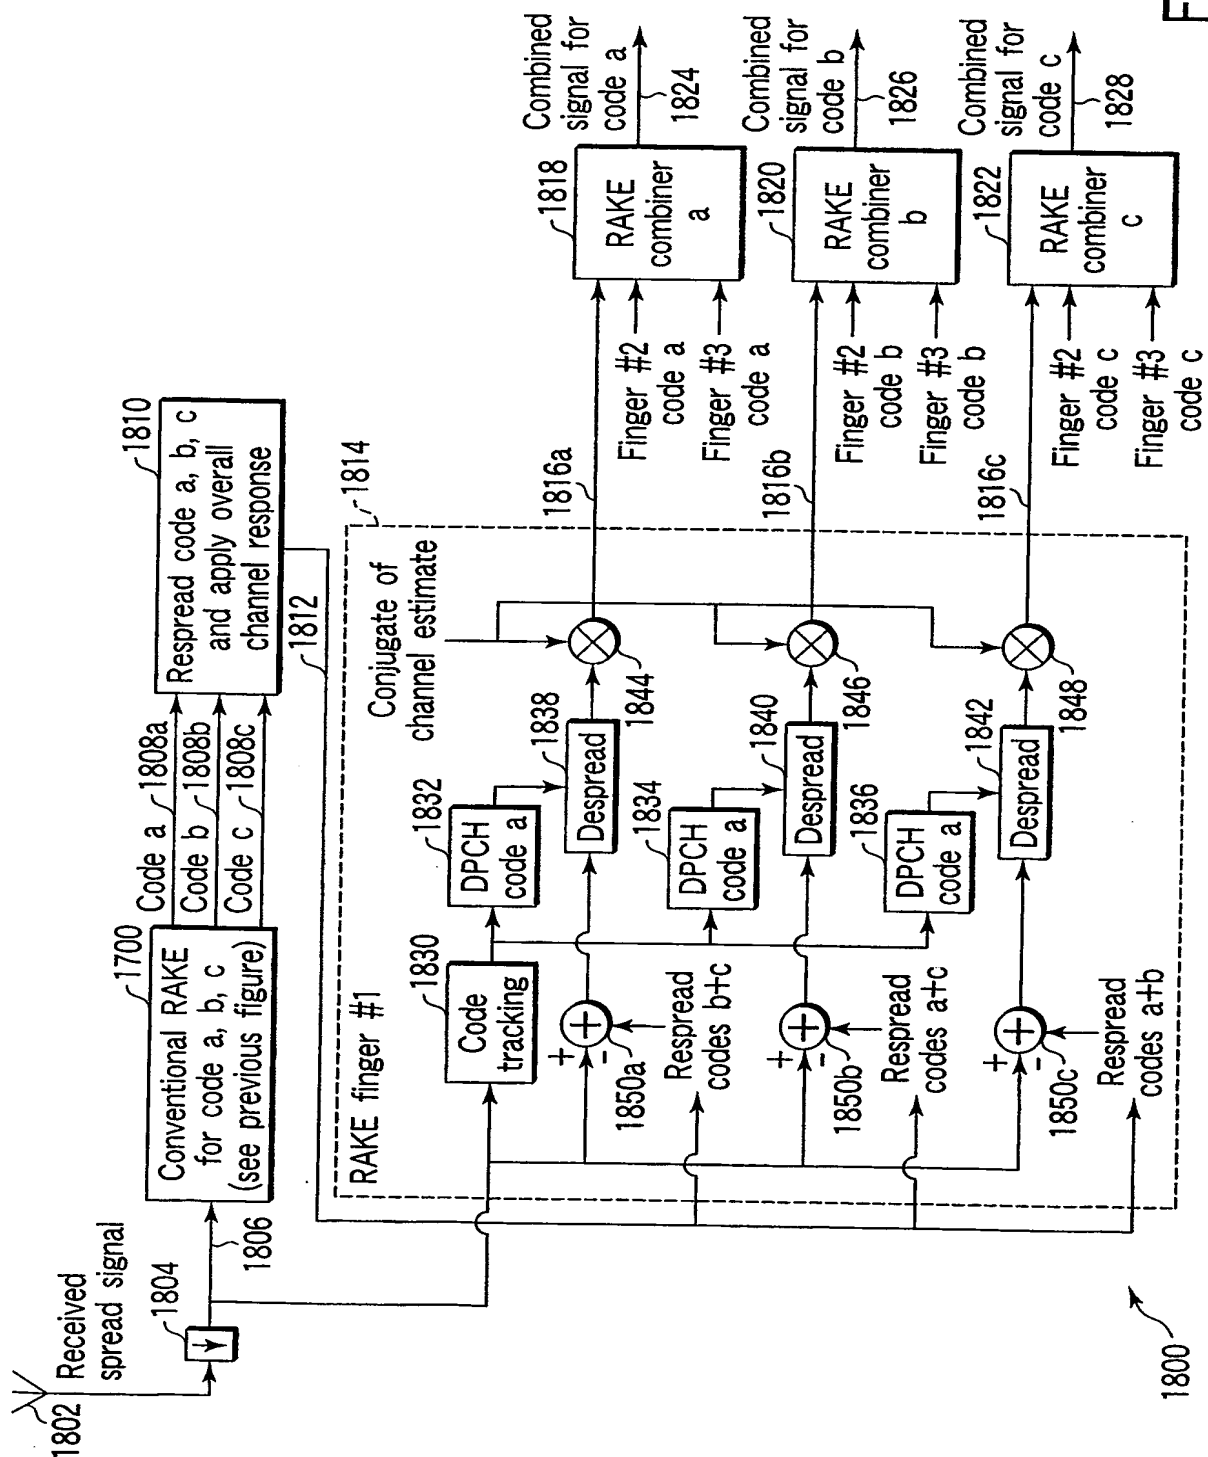 1802
Received
spread signal
1804
1806
1700
Conventional RAKE
for code a, b, c
(see previous figure)
Code a
1808a
Code b
1808b
Code c
1808c
1810
Respread code a, b, c
and apply overall
channel response
1812
1814
RAKE finger #1
1830
Code
tracking
Conjugate of
channel estimate
1832
DPCH
code a
1838
Despread
1844
+
-
+
1850a
Respread
codes b+c
1834
DPCH
code a
1840
Despread
1846
+
-
+
1850b
Respread
codes a+c
1836
DPCH
code a
1842
Despread
1848
+
-
+
1850c
Respread
codes a+b
1816a
1816b
1816c
Finger #2
code a
Finger #3
code a
1818
RAKE
combiner
a
Combined
signal for
code a
1824
Finger #2
code b
Finger #3
code b
1820
RAKE
combiner
b
Combined
signal for
code b
1826
Finger #2
code c
Finger #3
code c
1822
RAKE
combiner
c
Combined
signal for
code c
1828
1800